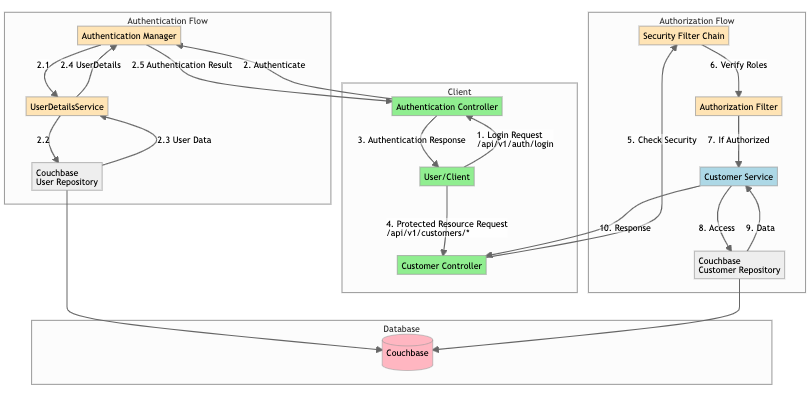 Authentication Flow
Authentication Manager
2.1
2.4 UserDetails
2.5 Authentication Result
2. Authenticate
UserDetailsService
2.2
2.3 User Data
Couchbase
User Repository
Client
Authentication Controller
3. Authentication Response
1. Login Request
/api/v1/auth/login
User/Client
4. Protected Resource Request
/api/v1/customers/*
Customer Controller
Authorization Flow
Security Filter Chain
6. Verify Roles
Authorization Filter
5. Check Security
7. If Authorized
Customer Service
10. Response
8. Access
9. Data
Couchbase
Customer Repository
Database
Couchbase